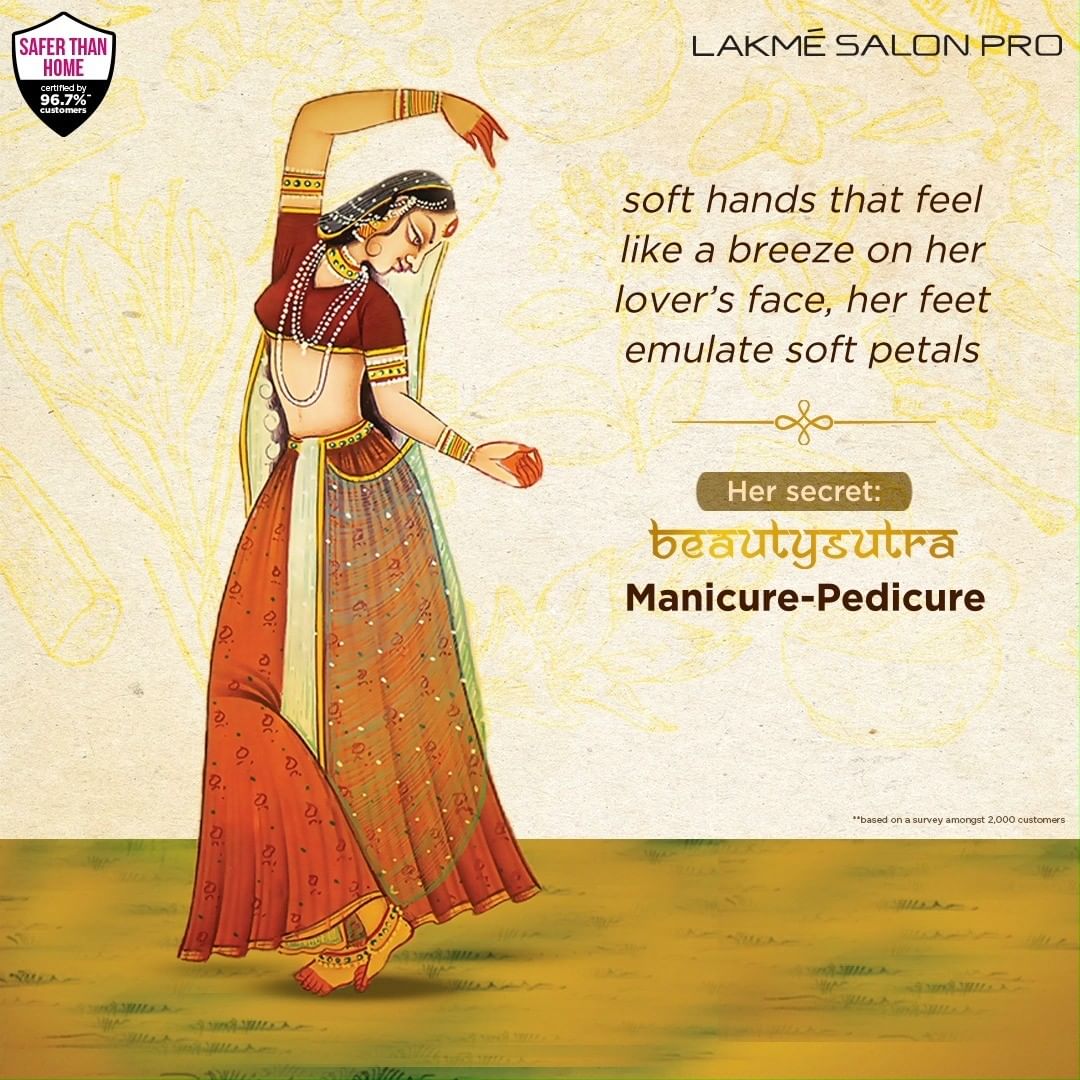 SAFER THAN
HOME
certified by
96.7%**
customers
LAKMÉ SALON PRO
soft hands that feel
like a breeze on her
lover's face, her feet
emulate soft petals
Her secret:
beautysutra
Manicure-Pedicure
**based on a survey amongst 2,000 customers